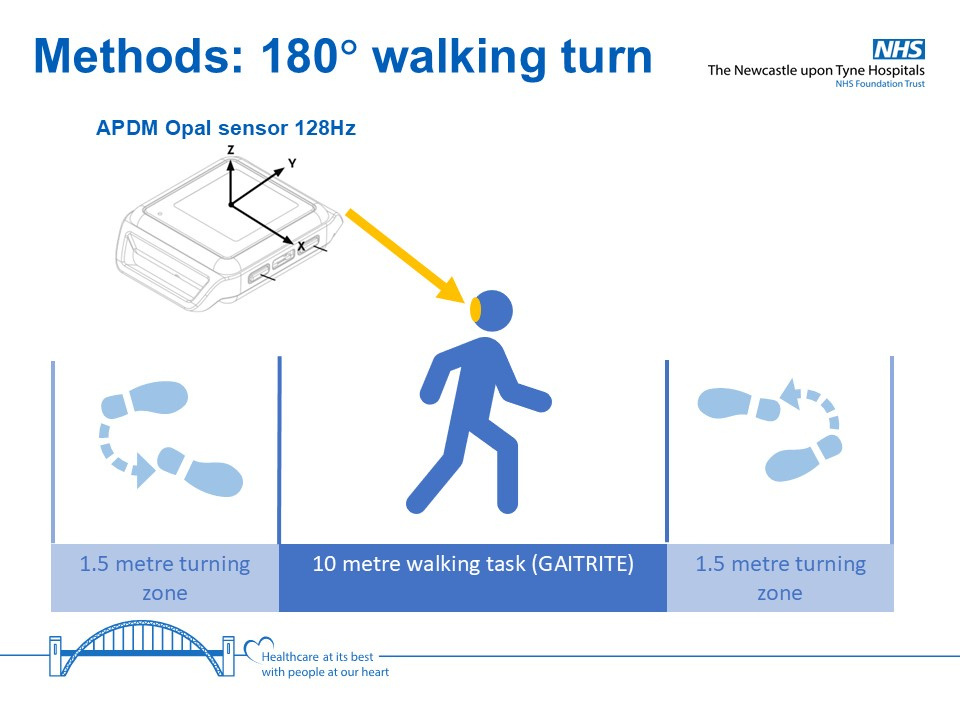 Methods: 180° walking turn
NHS
The Newcastle upon Tyne Hospitals
NHS Foundation Trust
APDM Opal sensor 128Hz
Z
Y
X
1.5 metre turning
zone
10 metre walking task (GAITRITE)
1.5 metre turning
zone
Healthcare at its best
with people at our heart